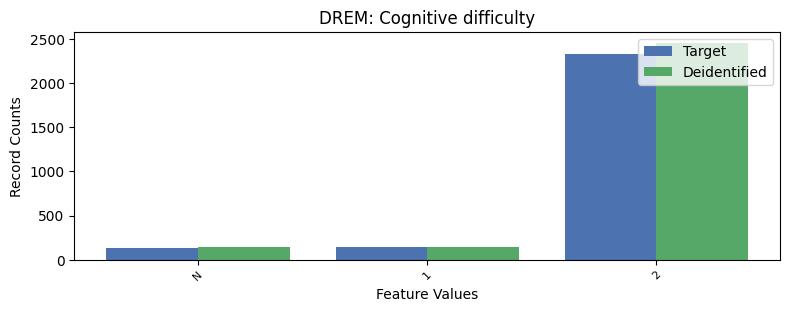 DREM: Cognitive difficulty
Target
Deidentified
Record Counts
2500
2000
1500
1000
500
0
N
1
2
Feature Values